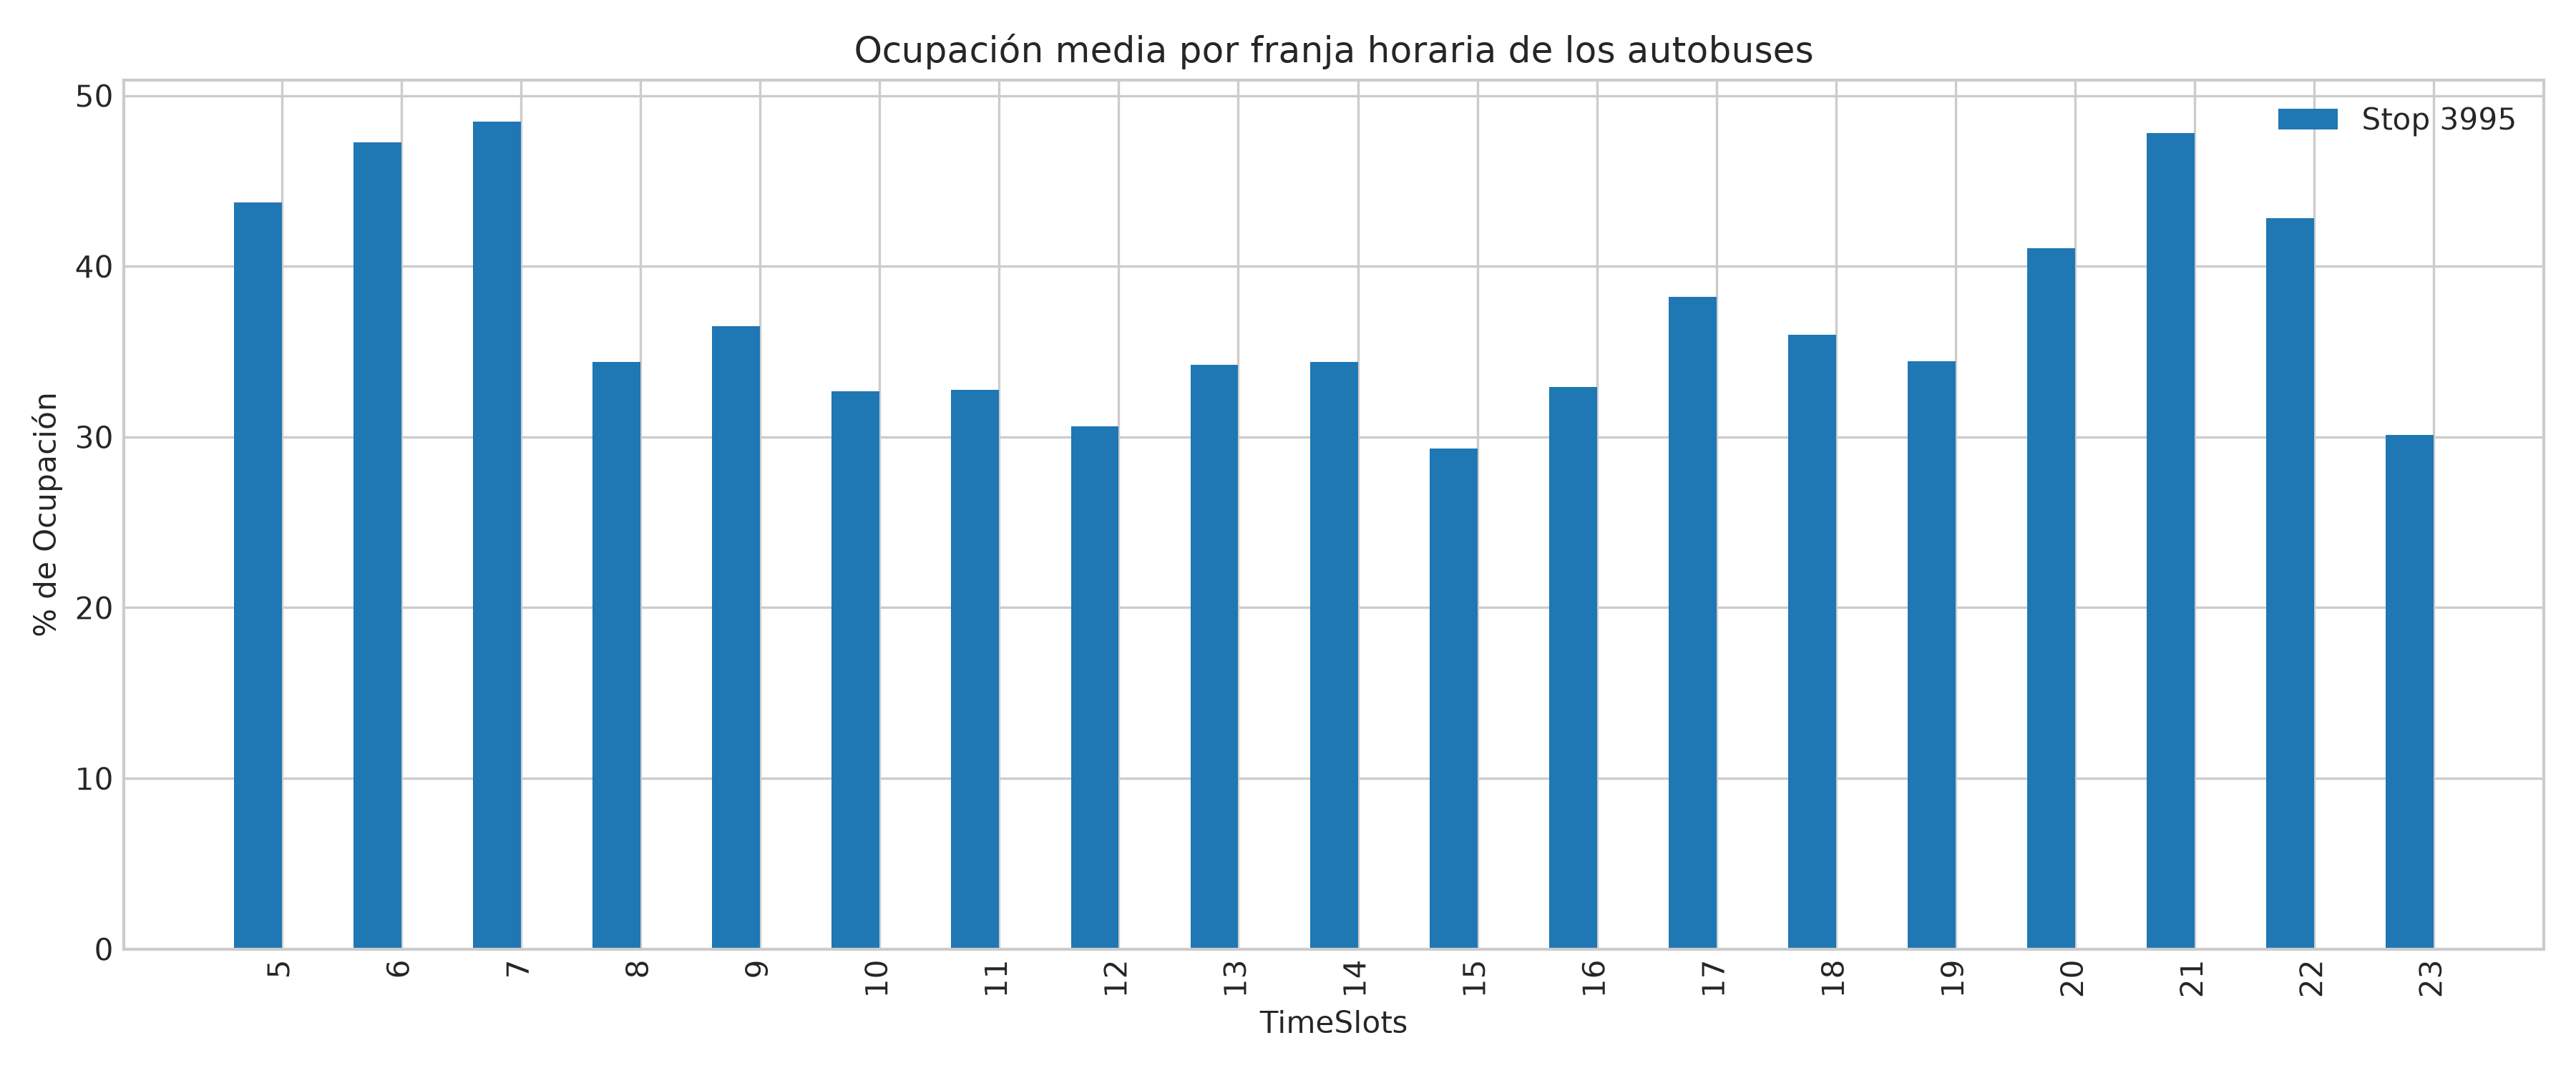 Ocupación media por franja horaria de los autobuses
Stop 3995
% de Ocupación
50
40
30
20
10
0
5 6 7 8 9 10 11 12 13 14 15 16 17 18 19 20 21 22 23
TimeSlots